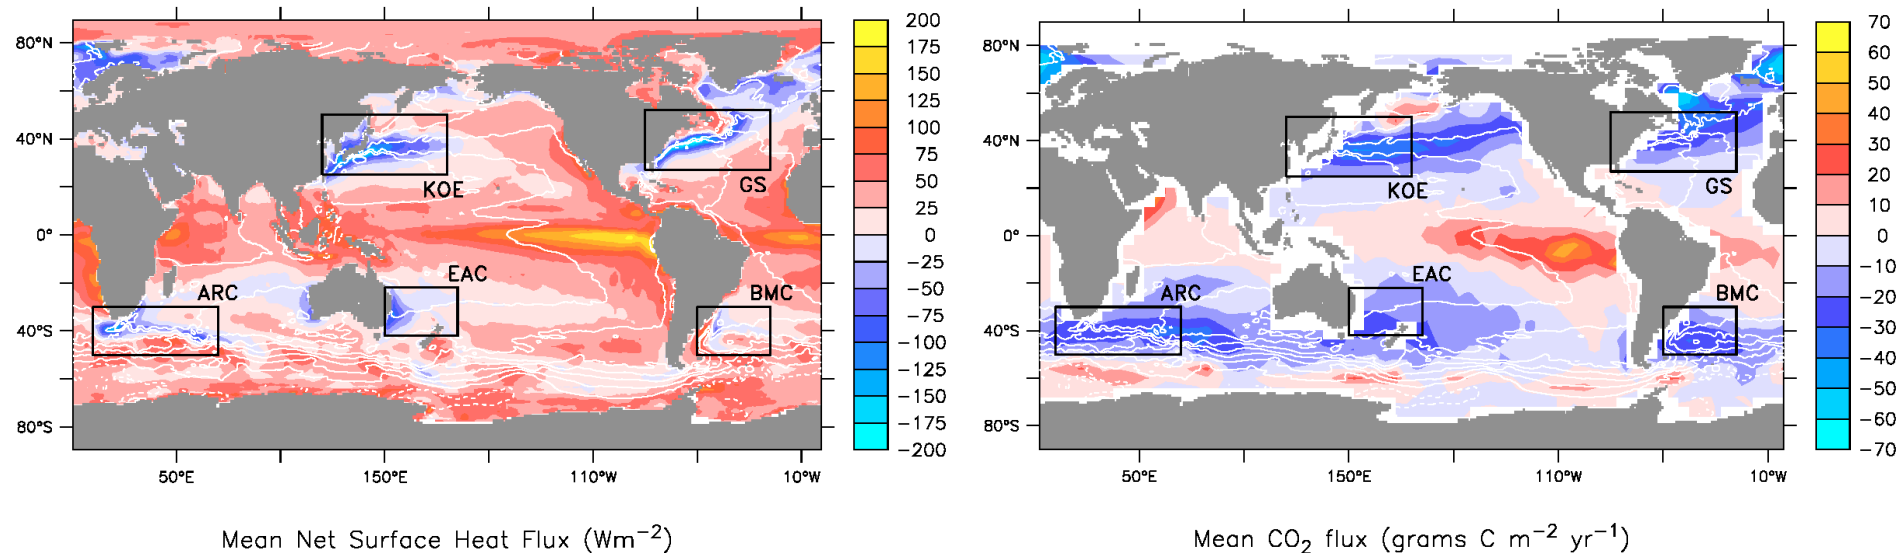 80°N
40°N
0°
40°S
80°S
50°E
150°E
110°W
10°W
KOE
GS
ARC
EAC
BMC
200
175
150
125
100
75
50
25
0
−25
−50
−75
−100
−125
−150
−175
−200
Mean Net Surface Heat Flux (Wm⁻²)
80°N
40°N
0°
40°S
80°S
50°E
150°E
110°W
10°W
KOE
GS
ARC
EAC
BMC
70
60
50
40
30
20
10
0
−10
−20
−30
−40
−50
−60
−70
Mean CO₂ flux (grams C m⁻² yr⁻¹)